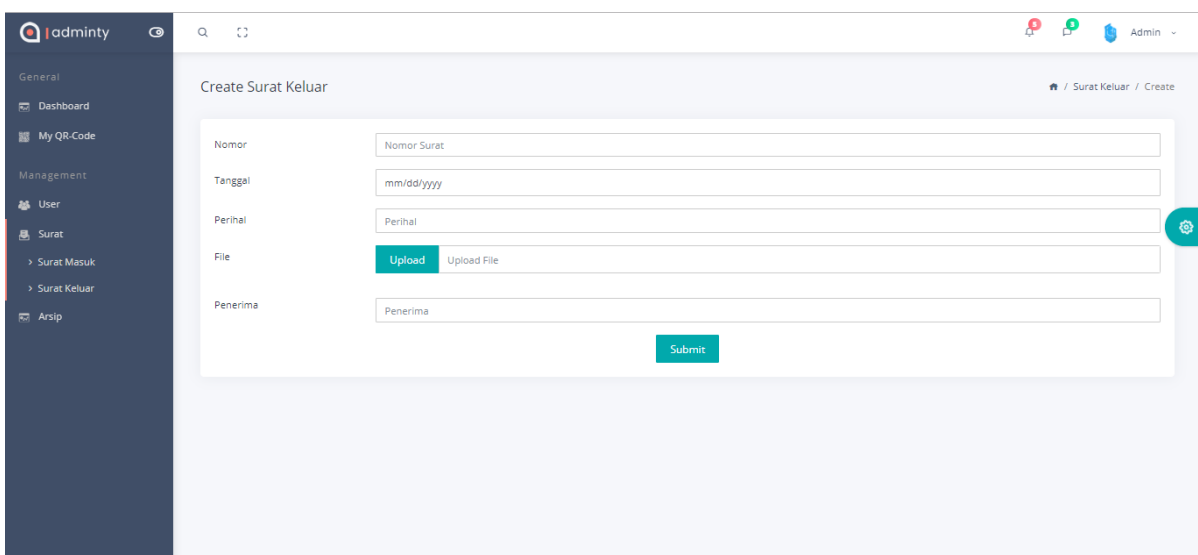 adminty
Admin
General
Dashboard
My QR-Code
Management
User
Surat
> Surat Masuk
> Surat Keluar
Arsip
Create Surat Keluar
/ Surat Keluar / Create
Nomor
Nomor Surat
Tanggal
mm/dd/yyyy
Perihal
Perihal
File
Upload
Upload File
Penerima
Penerima
Submit